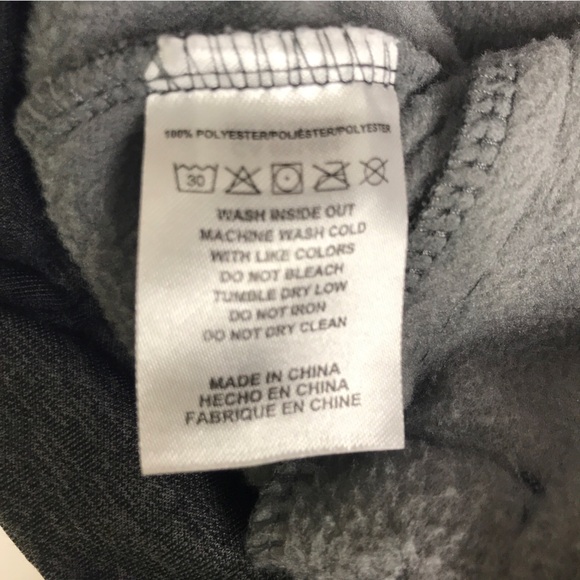 100% POLYESTER/POLIÉSTER/POLYESTER
30
WASH INSIDE OUT
MACHINE WASH COLD
WITH LIKE COLORS
DO NOT BLEACH
TUMBLE DRY LOW
DO NOT IRON
DO NOT DRY CLEAN
MADE IN CHINA
HECHO EN CHINA
FABRIQUE EN CHINE